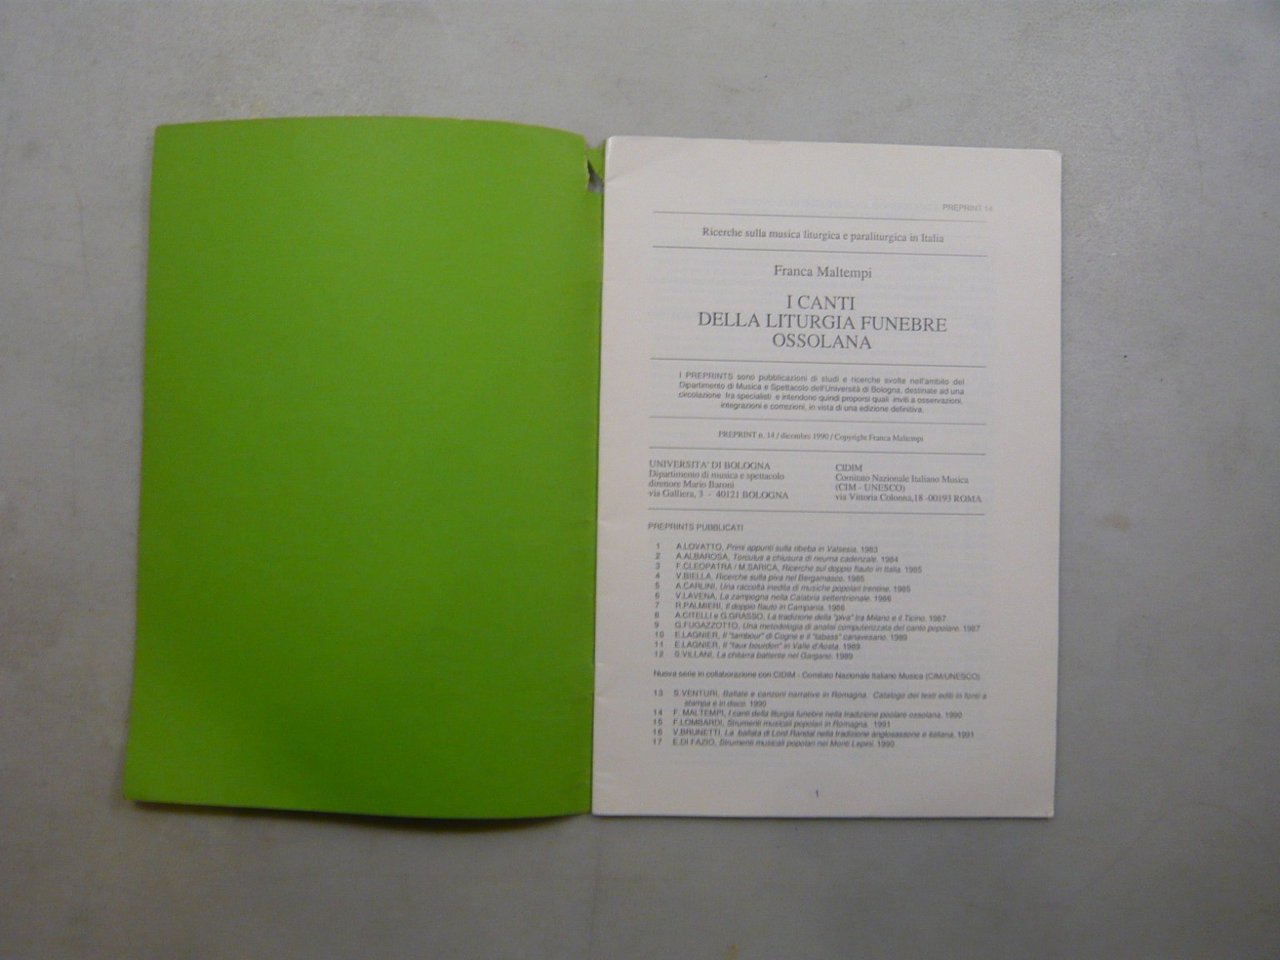 PREPRINT 14
Ricerche sulla musica liturgica e paraliturgica in Italia
Franca Maltempi
I CANTI
DELLA LITURGIA FUNEBRE
OSSOLANA
I PREPRINTS sono pubblicazioni di studi e ricerche svolte nell'ambito del
Dipartimento di Musica e Spettacolo dell'Università di Bologna, destinate ad una
circolazione fra specialisti e intendono quindi proporsi quali inviti a osservazioni,
integrazioni e correzioni, in vista di una edizione definitiva.
PREPRINT n. 14 / dicembre 1990 / Copyright Franca Maltempi
UNIVERSITA' DI BOLOGNA
Dipartimento di musica e spettacolo
direttore Mario Baroni
via Galliera, 3 - 40121 BOLOGNA
CIDIM
Comitato Nazionale Italiano Musica
(CIM - UNESCO)
via Vittoria Colonna,18 -00193 ROMA
PREPRINTS PUBBLICATI
1 A.LOVATTO, Primi appunti sulla ribeba in Valsesia. 1983
2 A.ALBAROSA, Torculus a chiusura di neuma cadenzale. 1984
3 F.CLEOPATRA / M.SARICA, Ricerche sul doppio flauto in Italia. 1985
4 V.BIELLA, Ricerche sulla piva nel Bergamasco. 1985
5 A.CARLINI, Una raccolta inedita di musiche popolari trentine. 1985
6 V.LAVENA, La zampogna nella Calabria settentrionale. 1986
7 R.PALMIERI, Il doppio flauto in Campania. 1986
8 A.CITELLI e G.GRASSO, La tradizione della "piva" tra Milano e il Ticino. 1987
9 G.FUGAZZOTTO, Una metodologia di analisi computerizzata del canto popolare. 1987
10 E.LAGNIER, Il "tambour" di Cogne e il "tabass" canavesano. 1989
11 E.LAGNIER, Il "faux bourdon" in Valle d'Aosta. 1989
12 G.VILLANI, La chitarra battente nel Gargano. 1989
Nuova serie in collaborazione con CIDIM - Comitato Nazionale Italiano Musica (CIM/UNESCO)
13 S.VENTURI, Ballate e canzoni narrative in Romagna. Catalogo dei testi editi in fonti a
stampa e in disco. 1990
14 F. MALTEMPI, I canti della liturgia funebre nella tradizione poolare ossolana. 1990
15 F.LOMBARDI, Strumenti musicali popolari in Romagna. 1991
16 V.BRUNETTI, La ballata di Lord Randal nella tradizione anglosassone e italiana. 1991
17 E.DI FAZIO, Strumenti musicali popolari nei Monti Lepini. 1990
1